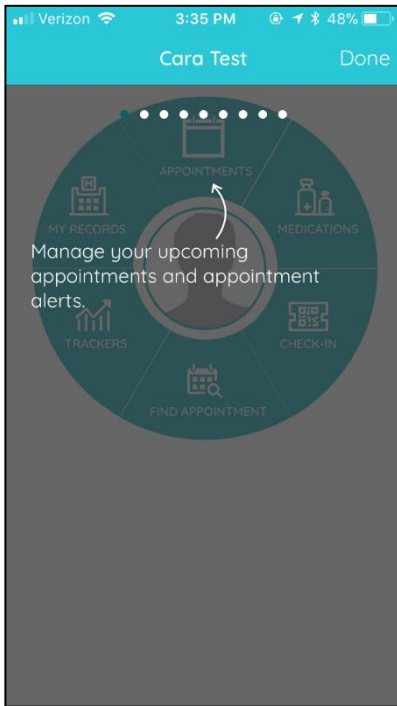 Verizon 3:35 PM 48%
Cara Test Done
APPOINTMENTS
MY RECORDS MEDICATIONS
Manage your upcoming
appointments and appointment
alerts.
TRACKERS CHECK-IN
FIND APPOINTMENT